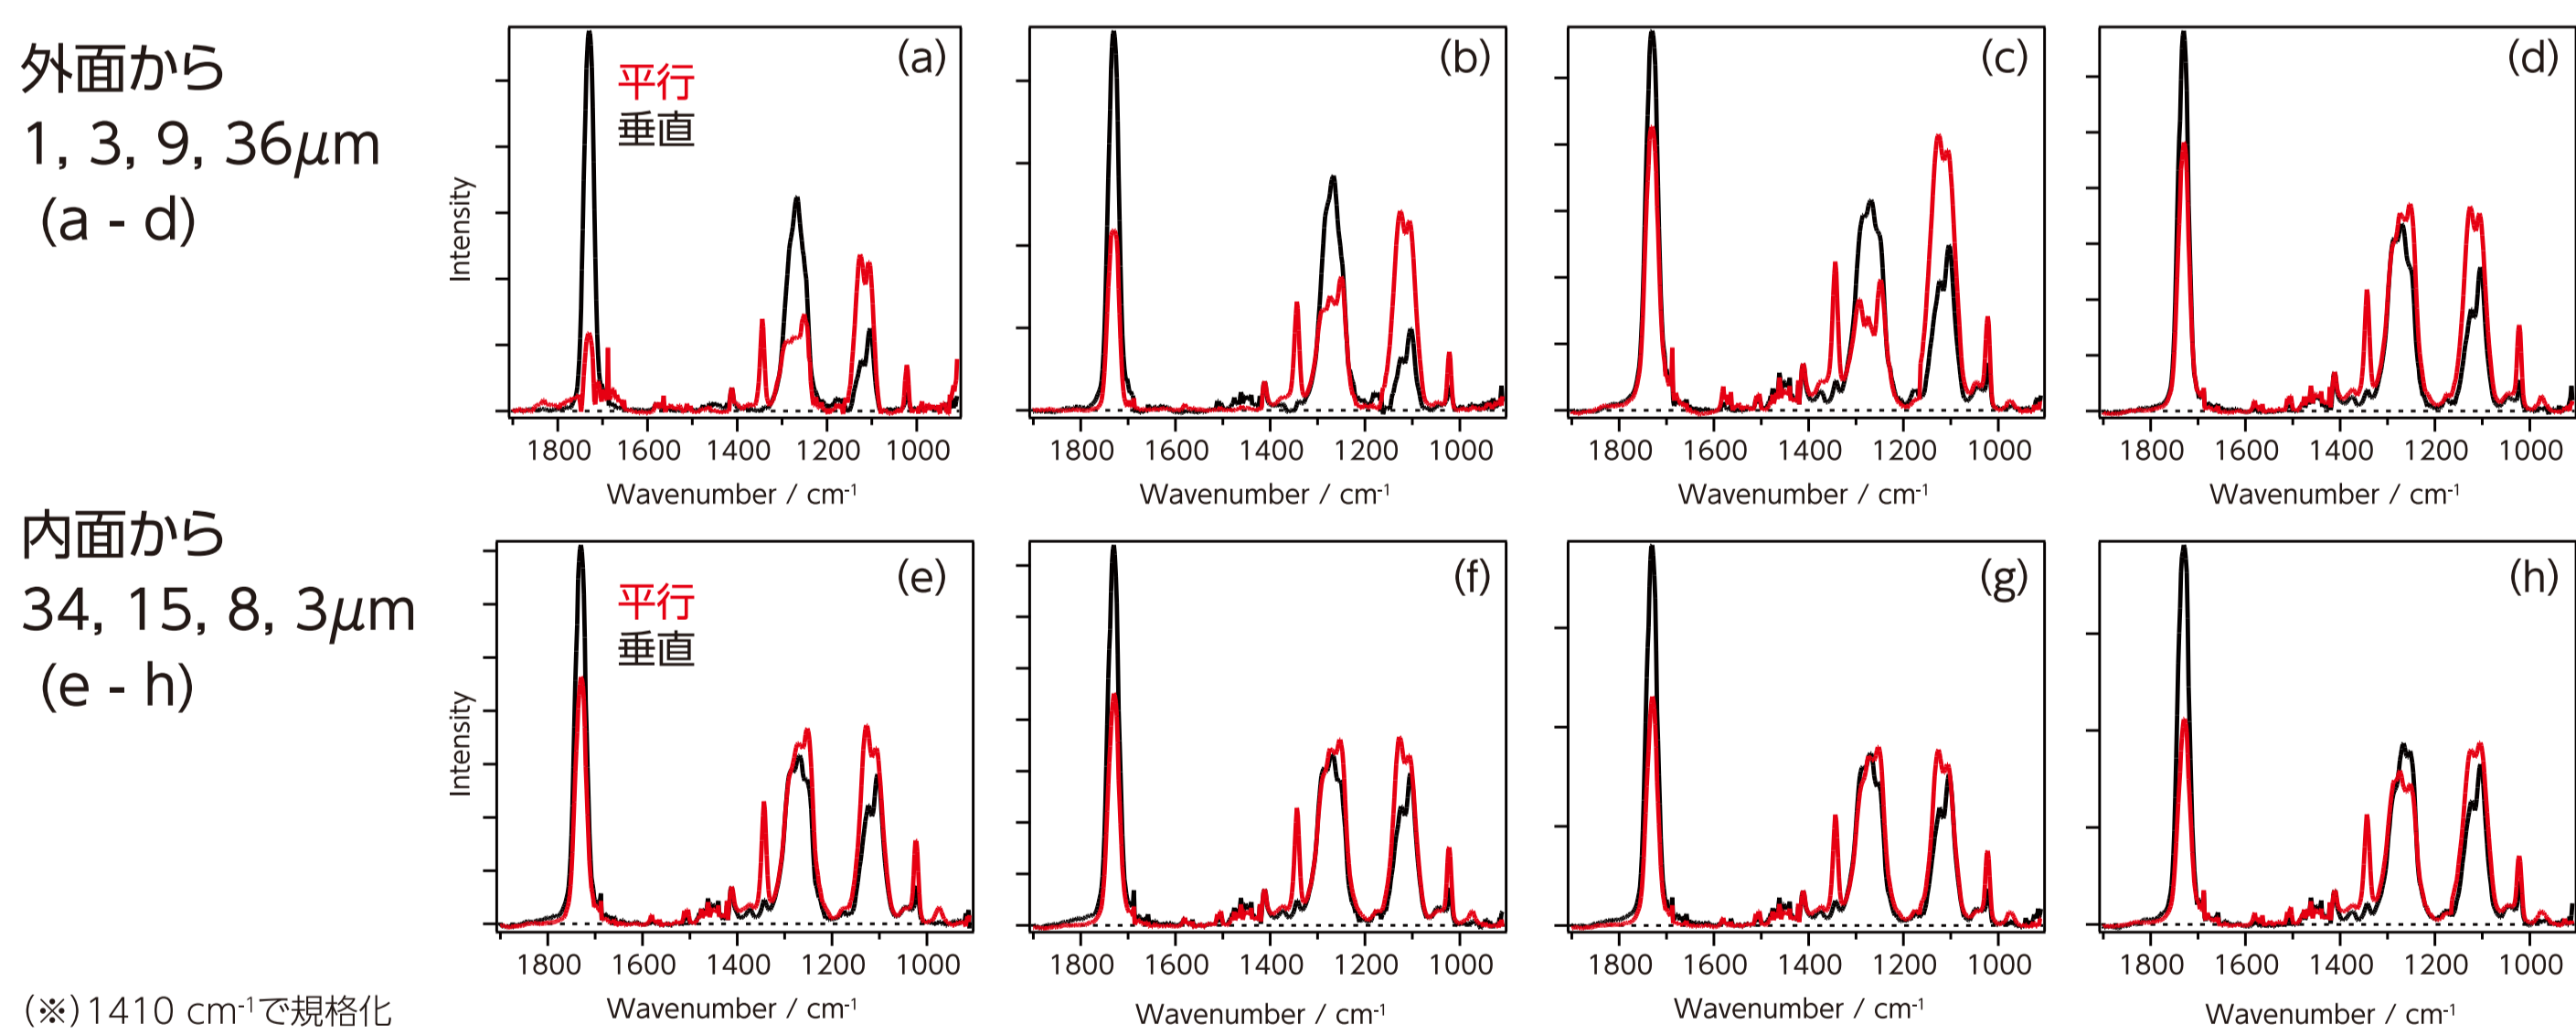 外面から
1, 3, 9, 36μm
(a - d)
(a)
平行
垂直
Intensity
1800 1600 1400 1200 1000
Wavenumber / cm-1
(b)
1800 1600 1400 1200 1000
Wavenumber / cm-1
(c)
1800 1600 1400 1200 1000
Wavenumber / cm-1
(d)
1800 1600 1400 1200 1000
Wavenumber / cm-1
内面から
34, 15, 8, 3μm
(e - h)
(e)
平行
垂直
Intensity
1800 1600 1400 1200 1000
Wavenumber / cm-1
(f)
1800 1600 1400 1200 1000
Wavenumber / cm-1
(g)
1800 1600 1400 1200 1000
Wavenumber / cm-1
(h)
1800 1600 1400 1200 1000
Wavenumber / cm-1
(※)1410 cm-1で規格化